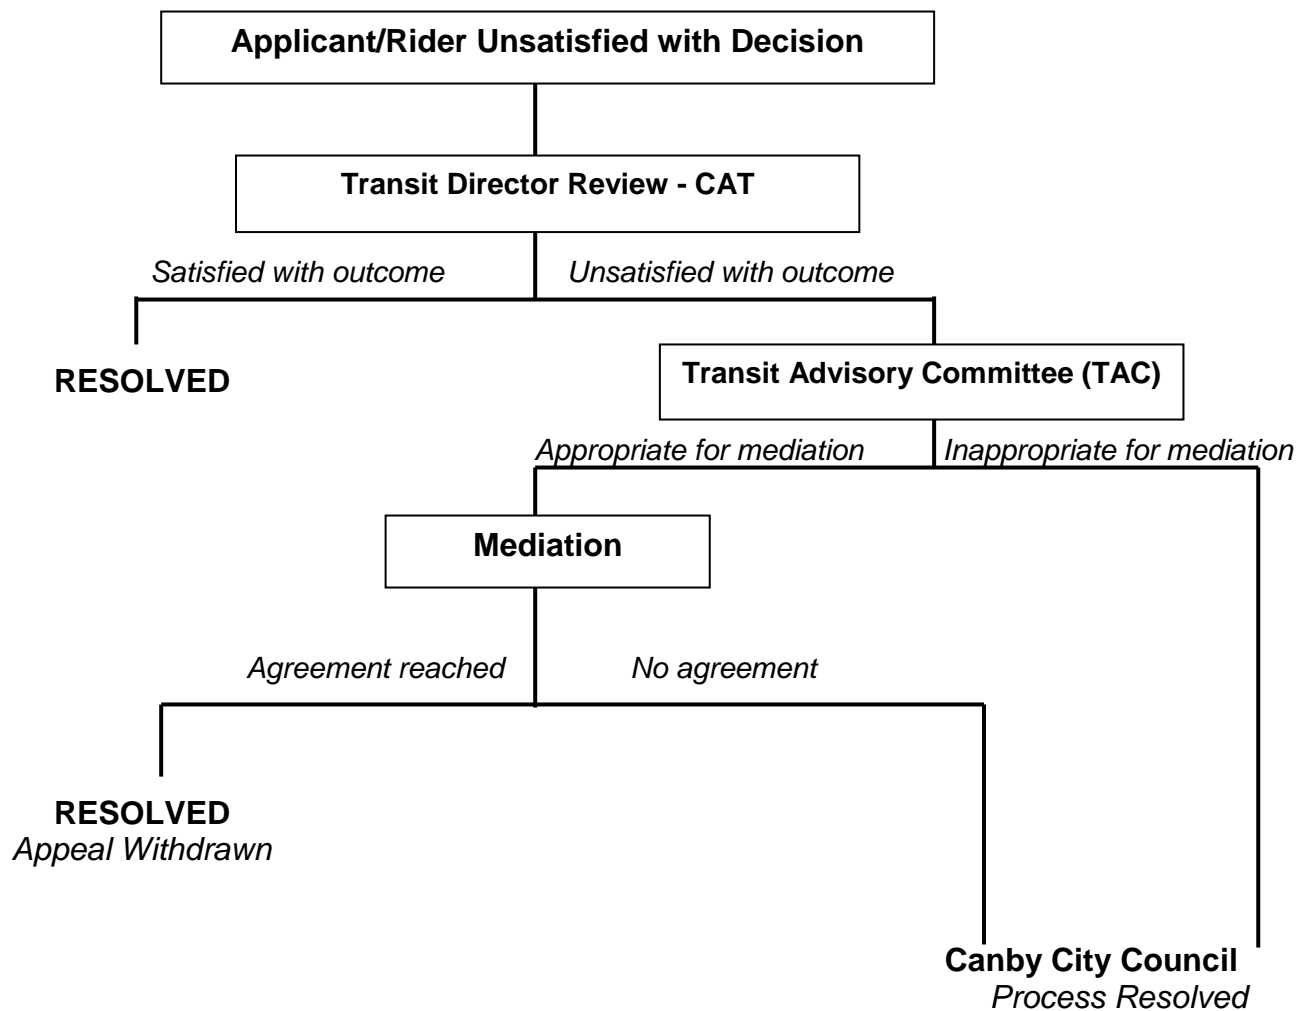 Applicant/Rider Unsatisfied with Decision
Transit Director Review - CAT
Satisfied with outcome
Unsatisfied with outcome
RESOLVED
Transit Advisory Committee (TAC)
Appropriate for mediation
Inappropriate for mediation
Mediation
Agreement reached
No agreement
RESOLVED
Appeal Withdrawn
Canby City Council
Process Resolved